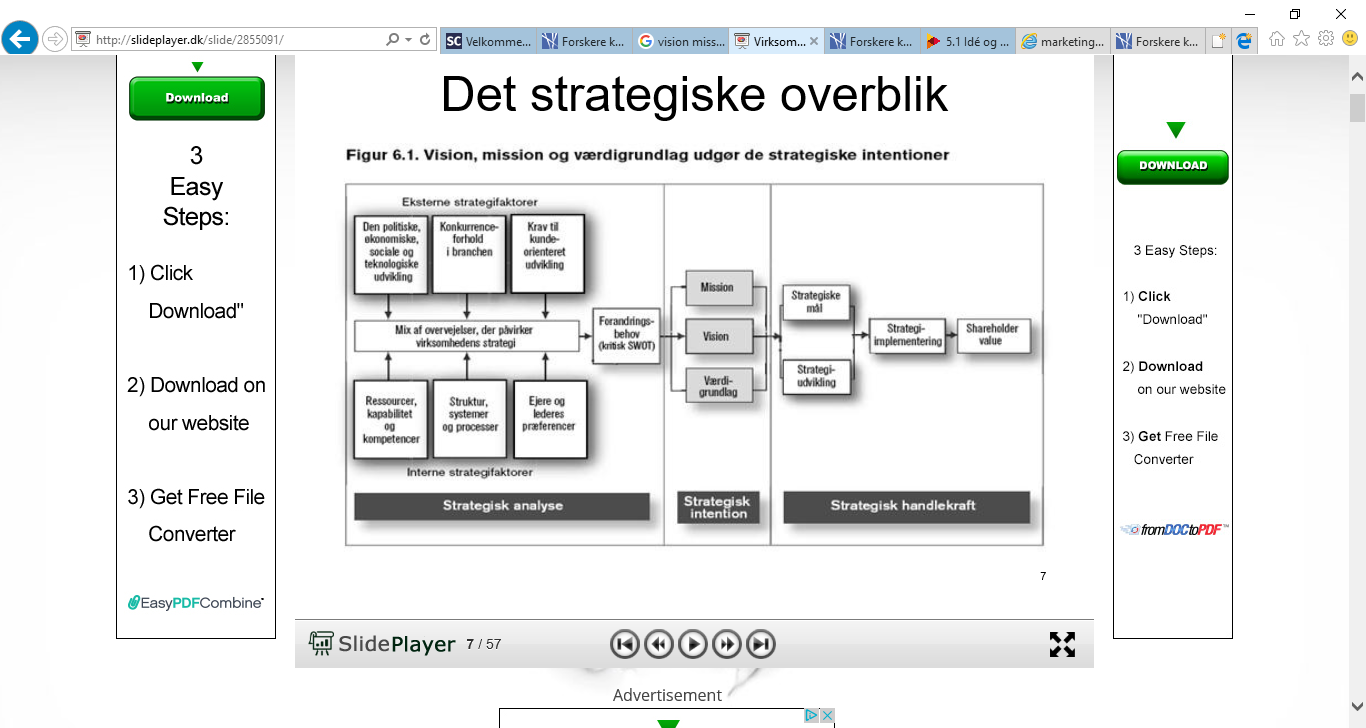 http://slideplayer.dk/slide/2855091/
SC Velkomme...
Forskere k...
vision miss...
Virksom...
Forskere k...
5.1 Idé og ...
marketing...
Forskere k...
Download
3
Easy
Steps:
1) Click
Download"
2) Download on
our website
3) Get Free File
Converter
EasyPDFCombine
Det strategiske overblik
Figur 6.1. Vision, mission og værdigrundlag udgør de strategiske intentioner
Eksterne strategifaktorer
Den politiske,
økonomiske,
sociale og
teknologiske
udvikling
Konkurrence-
forhold
i branchen
Krav til
kunde-
orienteret
udvikling
Mix af overvejelser, der påvirker
virksomhedens strategi
Ressourcer,
kapabilitet
og
kompetencer
Struktur,
systemer
og processer
Ejere og
lederes
præferencer
Interne strategifaktorer
Forandrings-
behov
(kritisk SWOT)
Mission
Vision
Værdi-
grundlag
Strategiske
mål
Strategi-
udvikling
Strategi-
implementering
Shareholder
value
Strategisk analyse
Strategisk
intention
Strategisk handlekraft
7
SlidePlayer 7 / 57
Advertisement
DOWNLOAD
3 Easy Steps:
1) Click
"Download"
2) Download
on our website
3) Get Free File
Converter
fromDOCtoPDF™